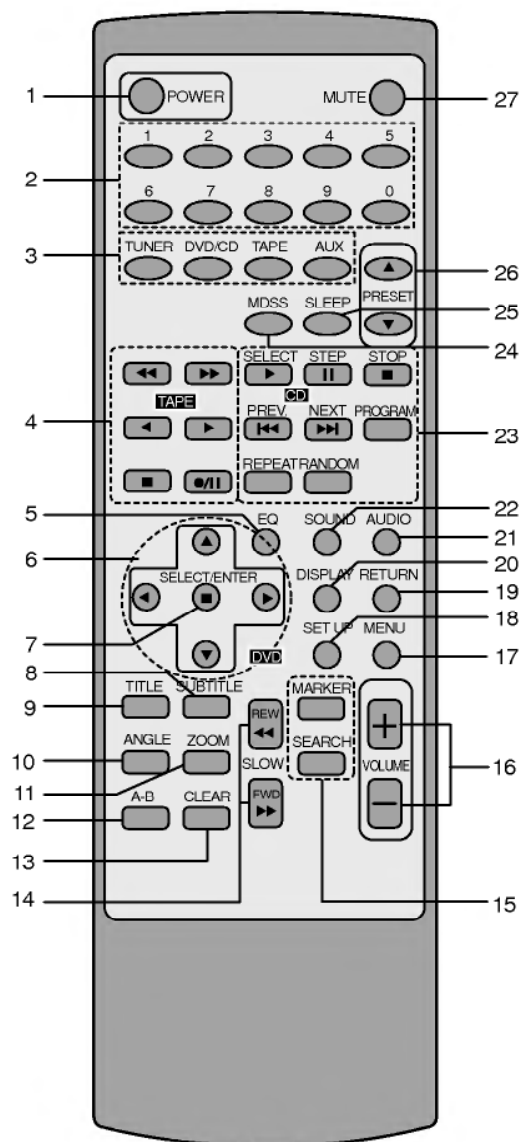 1 POWER MUTE 27
1 2 3 4 5
2
6 7 8 9 0
3 TUNER DVD/CD TAPE AUX
PRESET 26
MDSS SLEEP 25
24
SELECT STEP STOP
4 TAPE CD
PREV. NEXT PROGRAM 23
REPEAT RANDOM
5 EQ SOUND AUDIO 22
6 21
SELECT/ENTER DISPLAY RETURN 20
7 19
SET UP MENU 18
8 DVD 17
9 TITLE SUBTITLE MARKER
REW
10 ANGLE ZOOM SEARCH
11 SLOW VOLUME 16
12 A-B CLEAR FWD
13
14 15